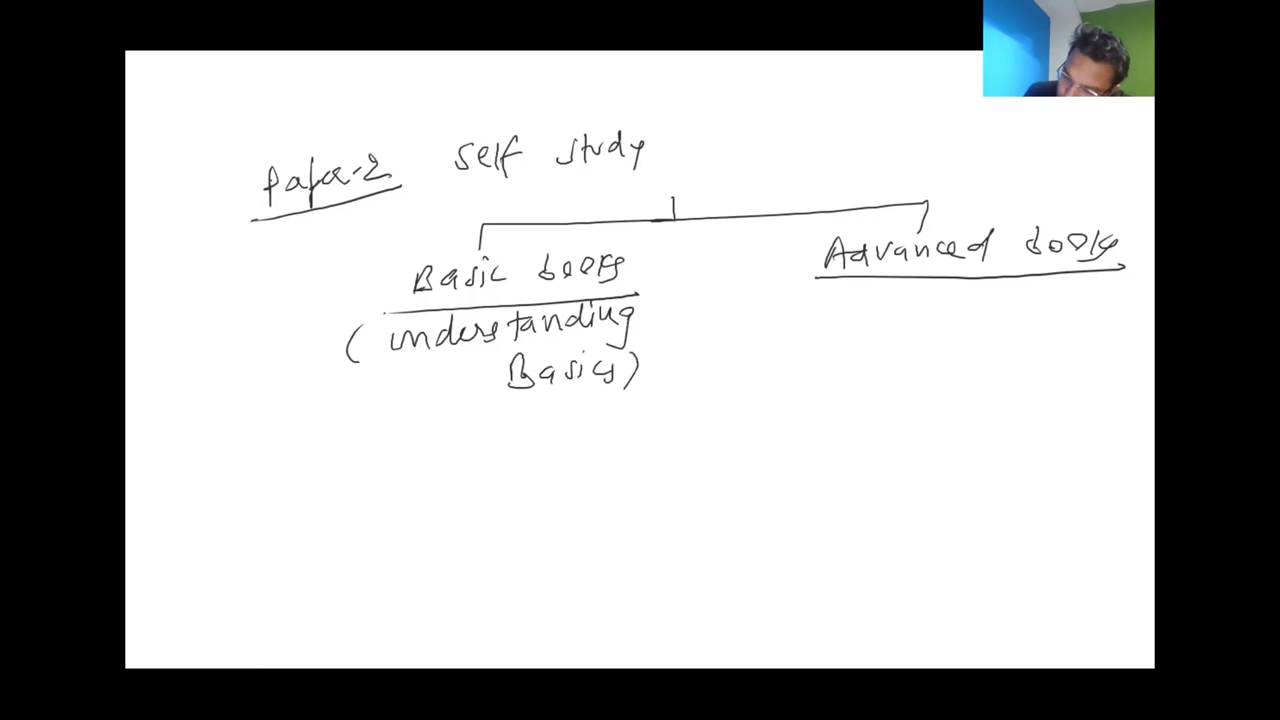 Paper-2 Self study
Basic books
Advanced books
(understanding
Basics)